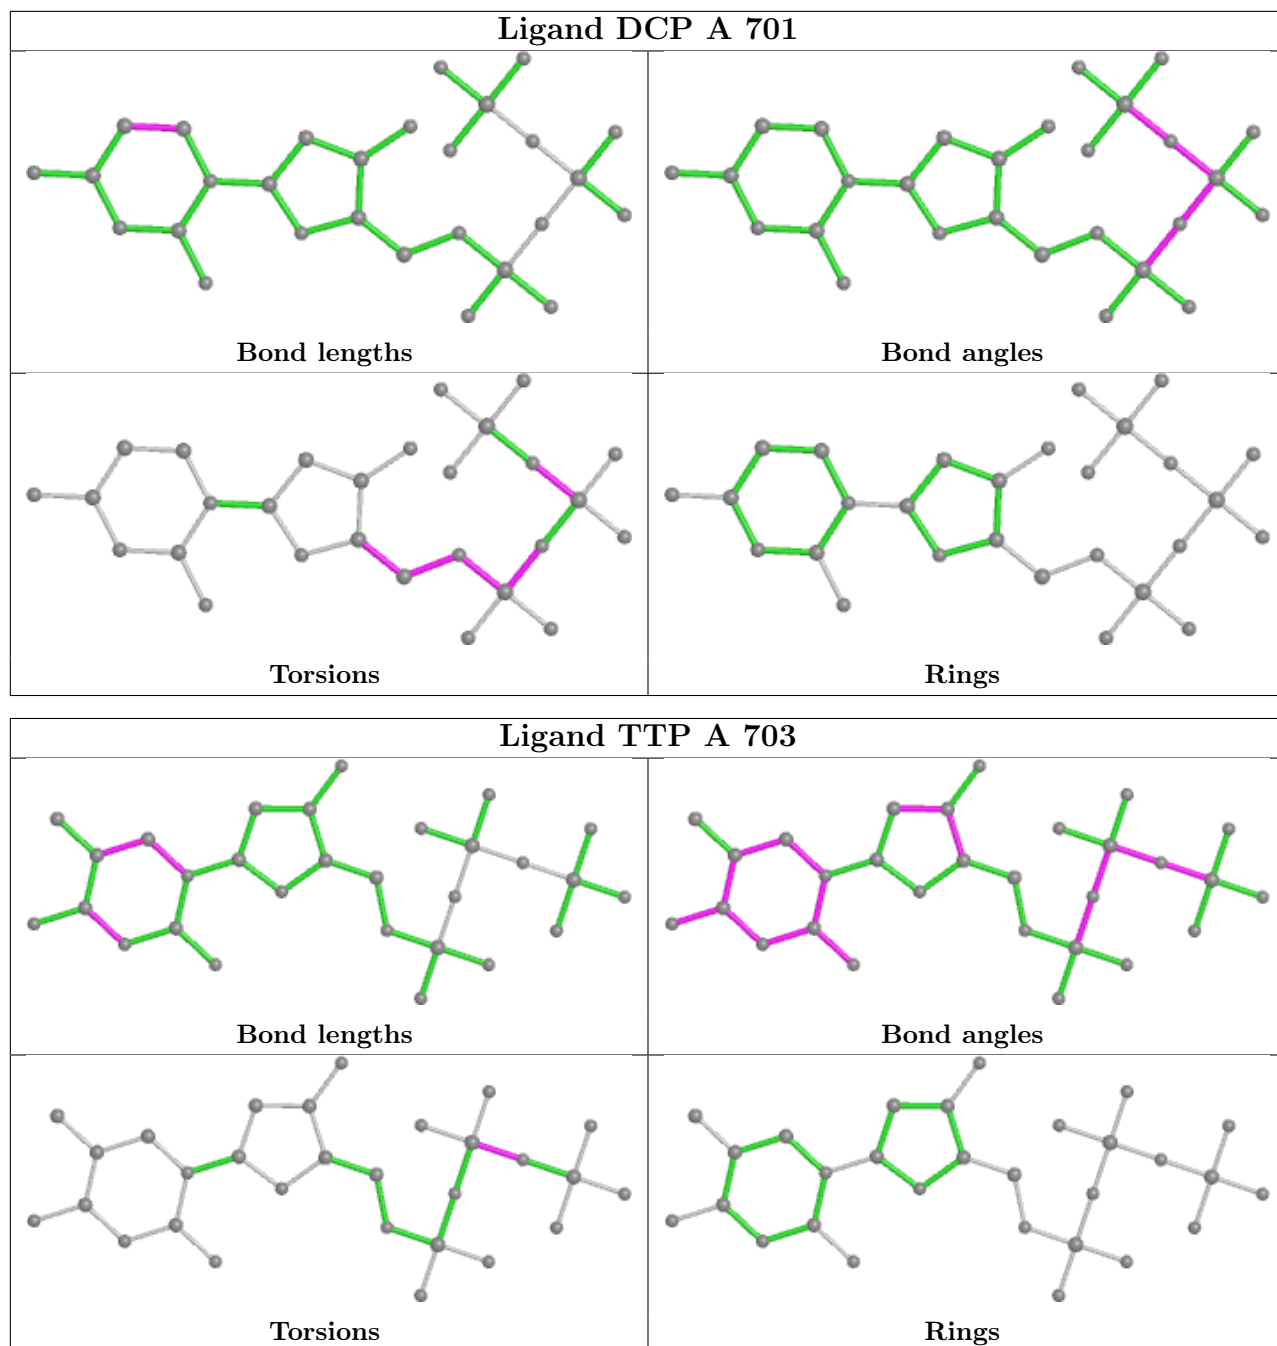 Ligand DCP A 701
Bond lengths
Bond angles
Torsions
Rings
Ligand TTP A 703
Bond lengths
Bond angles
Torsions
Rings